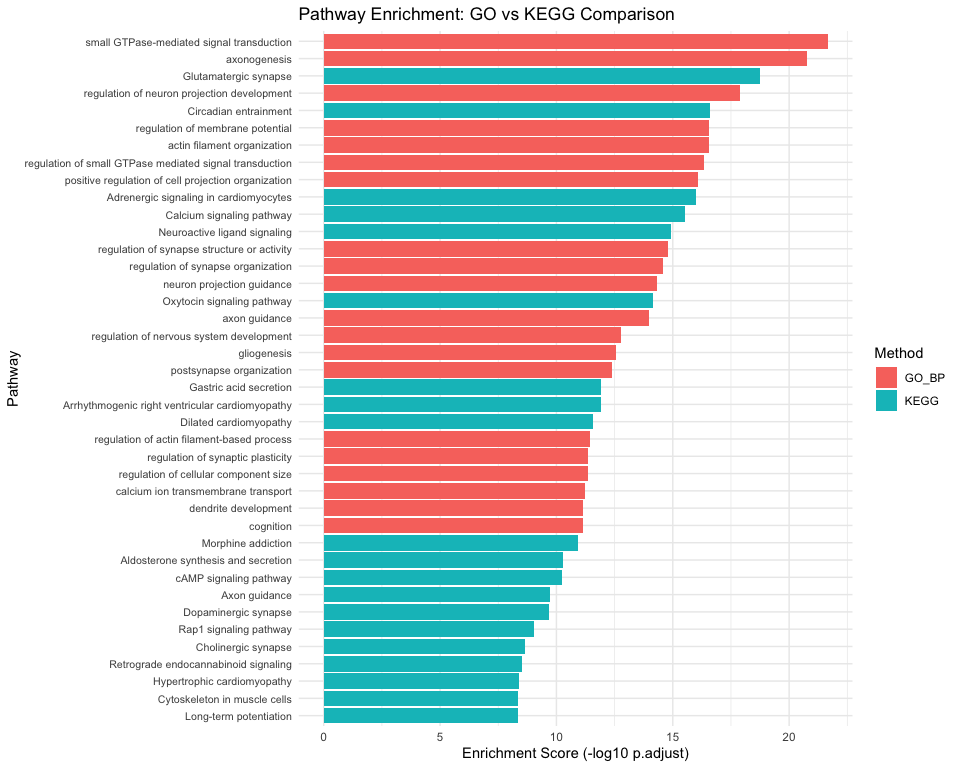 Pathway Enrichment: GO vs KEGG Comparison
small GTPase-mediated signal transduction
axonogenesis
Glutamatergic synapse
regulation of neuron projection development
Circadian entrainment
regulation of membrane potential
actin filament organization
regulation of small GTPase mediated signal transduction
positive regulation of cell projection organization
Adrenergic signaling in cardiomyocytes
Calcium signaling pathway
Neuroactive ligand signaling
regulation of synapse structure or activity
regulation of synapse organization
neuron projection guidance
Oxytocin signaling pathway
axon guidance
regulation of nervous system development
gliogenesis
postsynapse organization
Gastric acid secretion
Arrhythmogenic right ventricular cardiomyopathy
Dilated cardiomyopathy
regulation of actin filament-based process
regulation of synaptic plasticity
regulation of cellular component size
calcium ion transmembrane transport
dendrite development
cognition
Morphine addiction
Aldosterone synthesis and secretion
cAMP signaling pathway
Axon guidance
Dopaminergic synapse
Rap1 signaling pathway
Cholinergic synapse
Retrograde endocannabinoid signaling
Hypertrophic cardiomyopathy
Cytoskeleton in muscle cells
Long-term potentiation
Pathway
0 5 10 15 20
Enrichment Score (-log10 p.adjust)
Method
GO_BP
KEGG